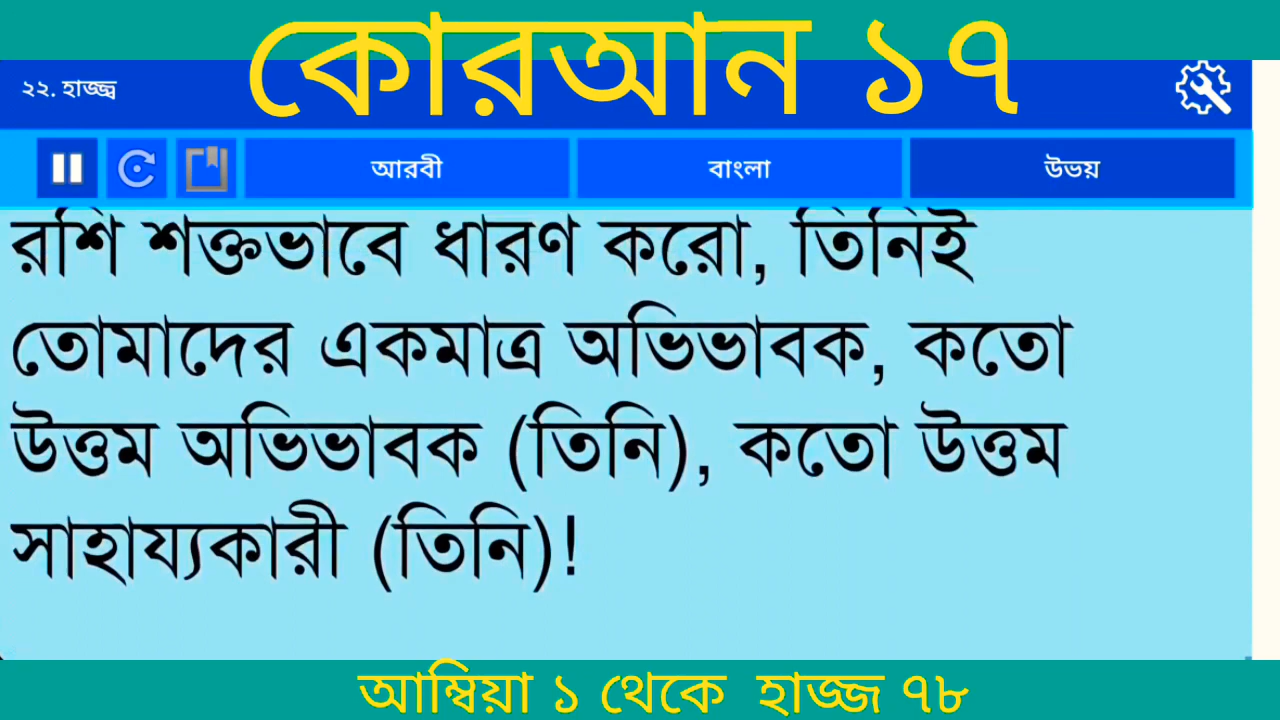 কোরআন ১৭
২২. হাজ্জ্ব
আরবী
বাংলা
উভয়
রশি শক্তভাবে ধারণ করো, তিনিই
তোমাদের একমাত্র অভিভাবক, কতো
উত্তম অভিভাবক (তিনি), কতো উত্তম
সাহায্যকারী (তিনি)!
আম্বিয়া ১ থেকে হাজ্জ ৭৮